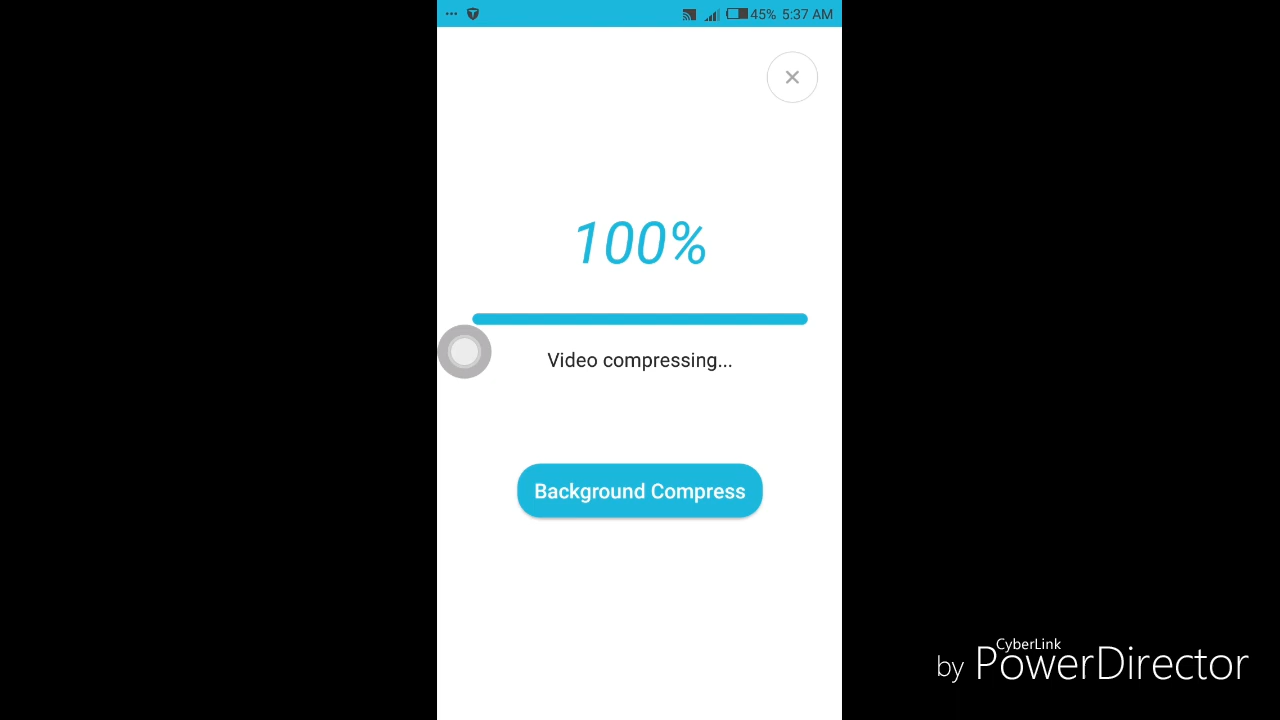 45% 5:37 AM
100%
Video compressing...
Background Compress
CyberLink
by PowerDirector